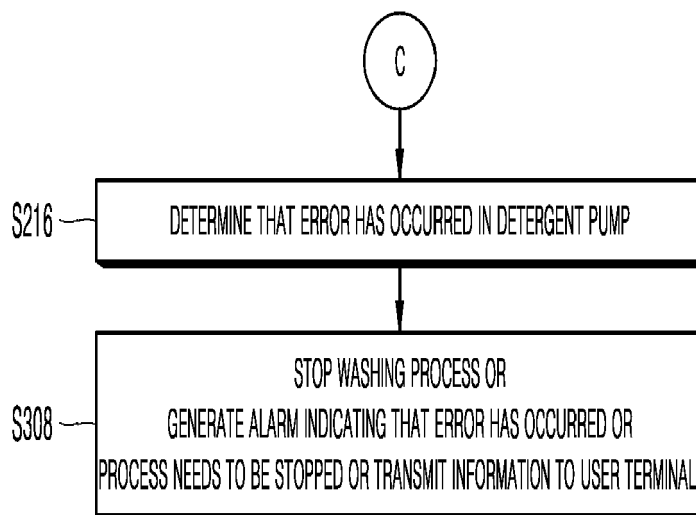 C
S216
DETERMINE THAT ERROR HAS OCCURRED IN DETERGENT PUMP
S308
STOP WASHING PROCESS OR
GENERATE ALARM INDICATING THAT ERROR HAS OCCURRED OR
PROCESS NEEDS TO BE STOPPED OR TRANSMIT INFORMATION TO USER TERMINAL